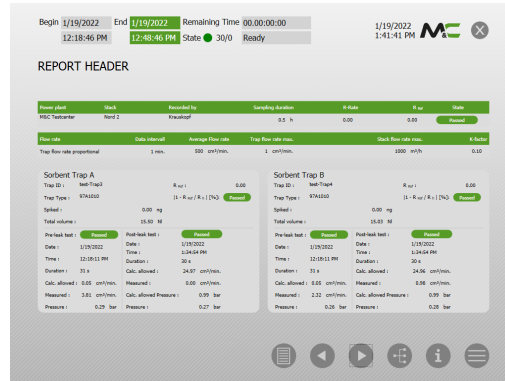 Begin 1/19/2022 End 1/19/2022 Remaining Time 00.00:00:00 1/19/2022
12:18:46 PM 12:48:46 PM State 30/0 Ready 1:41:41 PM M&C
REPORT HEADER
Power plant Stack Recorded by Sampling duration R-Rate R ref State
M&C Testcenter Nord 2 Krauskopf 0.5 h 0.00 0.00 Passed
Flow rate Data intervall Average Flow rate Trap flow rate max. Stack flow rate max. K-factor
Trap flow rate proportional 1 min. 500 cm³/min. 1 cm³/min. 1000 m³/h 0.10
Sorbent Trap A
Trap ID : test-Trap3 R ref : 0.00
Trap Type : 97A1010 |1 - R ref / R s | [%]: Passed
Spiked : 0.00 ng
Total volume : 15.50 Nl
Pre-leak test : Passed Post-leak test : Passed
Date : 1/19/2022 Date : 1/19/2022
Time : 12:18:11 PM Time : 1:34:54 PM
Duration : 31 s Duration : 30 s
Calc. allowed : 0.05 cm³/min. Calc. allowed : 24.97 cm³/min.
Measured : 3.81 cm³/min. Measured : 0.00 cm³/min.
Calc. allowed Pressure : 0.99 bar
Pressure : 0.29 bar Pressure : 0.27 bar
Sorbent Trap B
Trap ID : test-Trap4 R ref : 0.00
Trap Type : 97A1010 |1 - R ref / R s | [%]: Passed
Spiked : 0.00 ng
Total volume : 15.03 Nl
Pre-leak test : Passed Post-leak test : Passed
Date : 1/19/2022 Date : 1/19/2022
Time : 12:18:11 PM Time : 1:34:54 PM
Duration : 31 s Duration : 30 s
Calc. allowed : 0.05 cm³/min. Calc. allowed : 24.96 cm³/min.
Measured : 2.32 cm³/min. Measured : 0.98 cm³/min.
Calc. allowed Pressure : 0.99 bar
Pressure : 0.26 bar Pressure : 0.28 bar